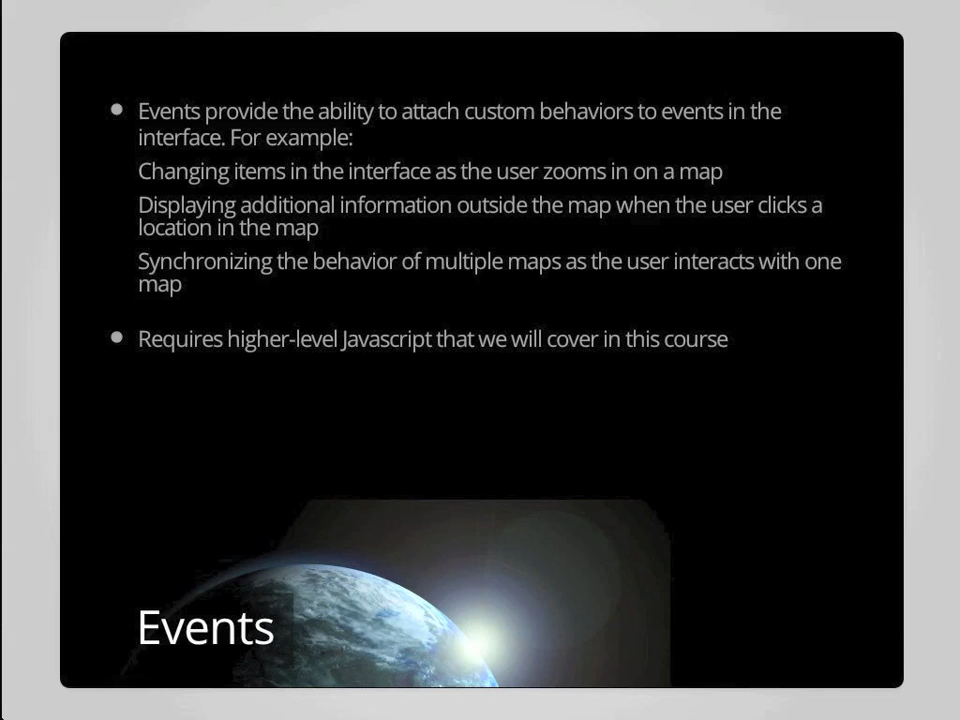 Events provide the ability to attach custom behaviors to events in the
interface. For example:
Changing items in the interface as the user zooms in on a map
Displaying additional information outside the map when the user clicks a
location in the map
Synchronizing the behavior of multiple maps as the user interacts with one
map
Requires higher-level Javascript that we will cover in this course
Events